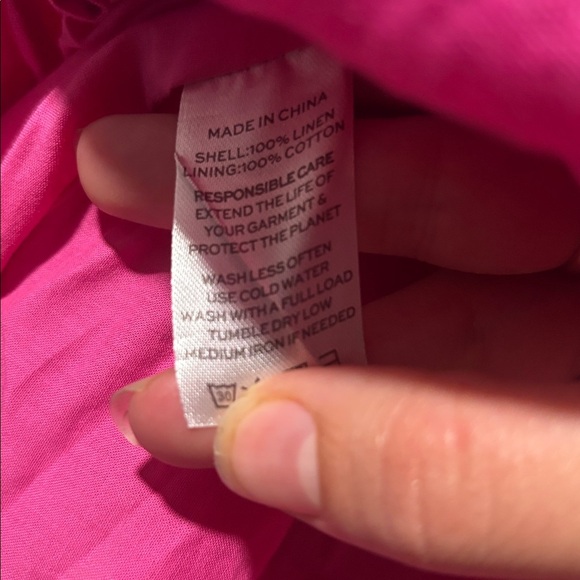 MADE IN CHINA
SHELL:100% LINEN
LINING:100% COTTON
RESPONSIBLE CARE
EXTEND THE LIFE OF
YOUR GARMENT &
PROTECT THE PLANET
WASH LESS OFTEN
USE COLD WATER
WASH WITH A FULL LOAD
TUMBLE DRY LOW
MEDIUM IRON IF NEEDED
30